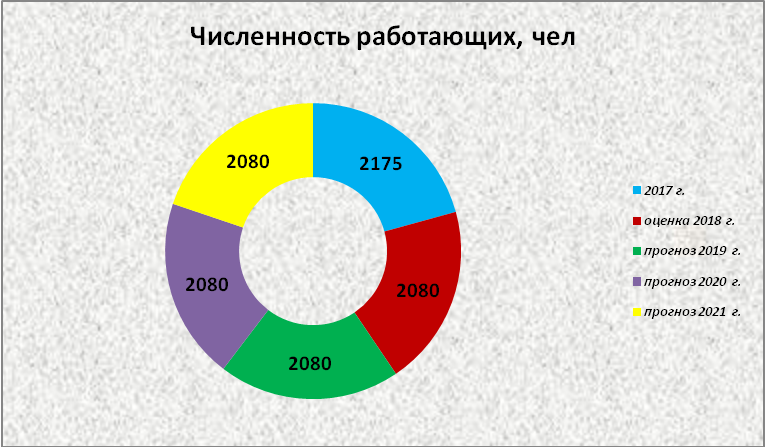 Численность работающих, чел
2080
2175
2080
2080
2080
2017 г.
оценка 2018 г.
прогноз 2019 г.
прогноз 2020 г.
прогноз 2021 г.